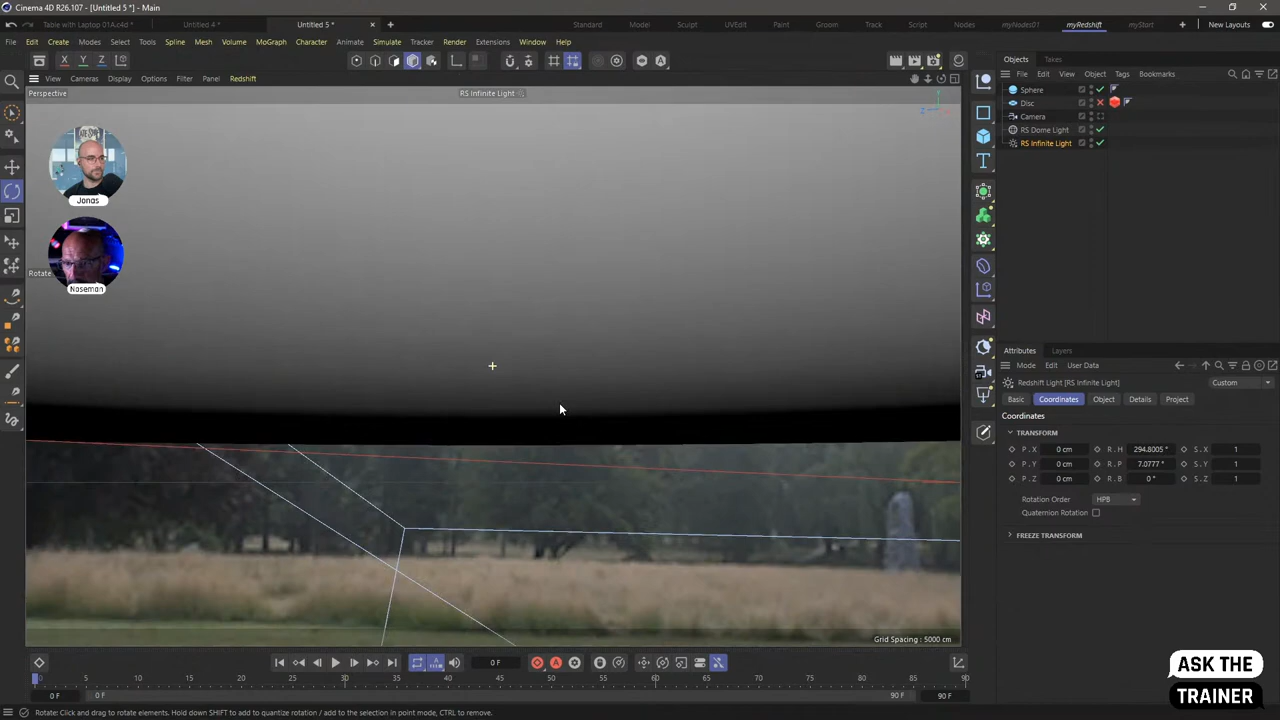 Cinema 4D R26.107 - [Untitled 5 *] - Main
Table with Laptop 01A.c4d *
Untitled 4 *
Untitled 5 *
Standard
Model
Sculpt
UVEdit
Paint
Groom
Track
Script
Nodes
myNodes01
myRedshift
myStart
New Layouts
File
Edit
Create
Modes
Select
Tools
Spline
Mesh
Volume
MoGraph
Character
Animate
Simulate
Tracker
Render
Extensions
Window
Help
X
Y
Z
View
Cameras
Display
Options
Filter
Panel
Redshift
Perspective
RS Infinite Light
Jonas
Noseman
Rotate
Grid Spacing : 5000 cm
Objects
Takes
File
Edit
View
Object
Tags
Bookmarks
Sphere
Disc
Camera
RS Dome Light
RS Infinite Light
Attributes
Layers
Mode
Edit
User Data
Redshift Light [RS Infinite Light]
Custom
Basic
Coordinates
Object
Details
Project
Coordinates
TRANSFORM
P . X 0 cm R . H 294.8005 ° S . X 1
P . Y 0 cm R . P 7.0777 ° S . Y 1
P . Z 0 cm R . B 0 ° S . Z 1
Rotation Order HPB
Quaternion Rotation
FREEZE TRANSFORM
0 F
0 5 10 15 20 25 30 35 40 45 50 55 60 65 70 75 80 85 90
0 F
0 F
90 F
90 F
Rotate: Click and drag to rotate elements. Hold down SHIFT to add to quantize rotation / add to the selection in point mode, CTRL to remove.
ASK THE
TRAINER